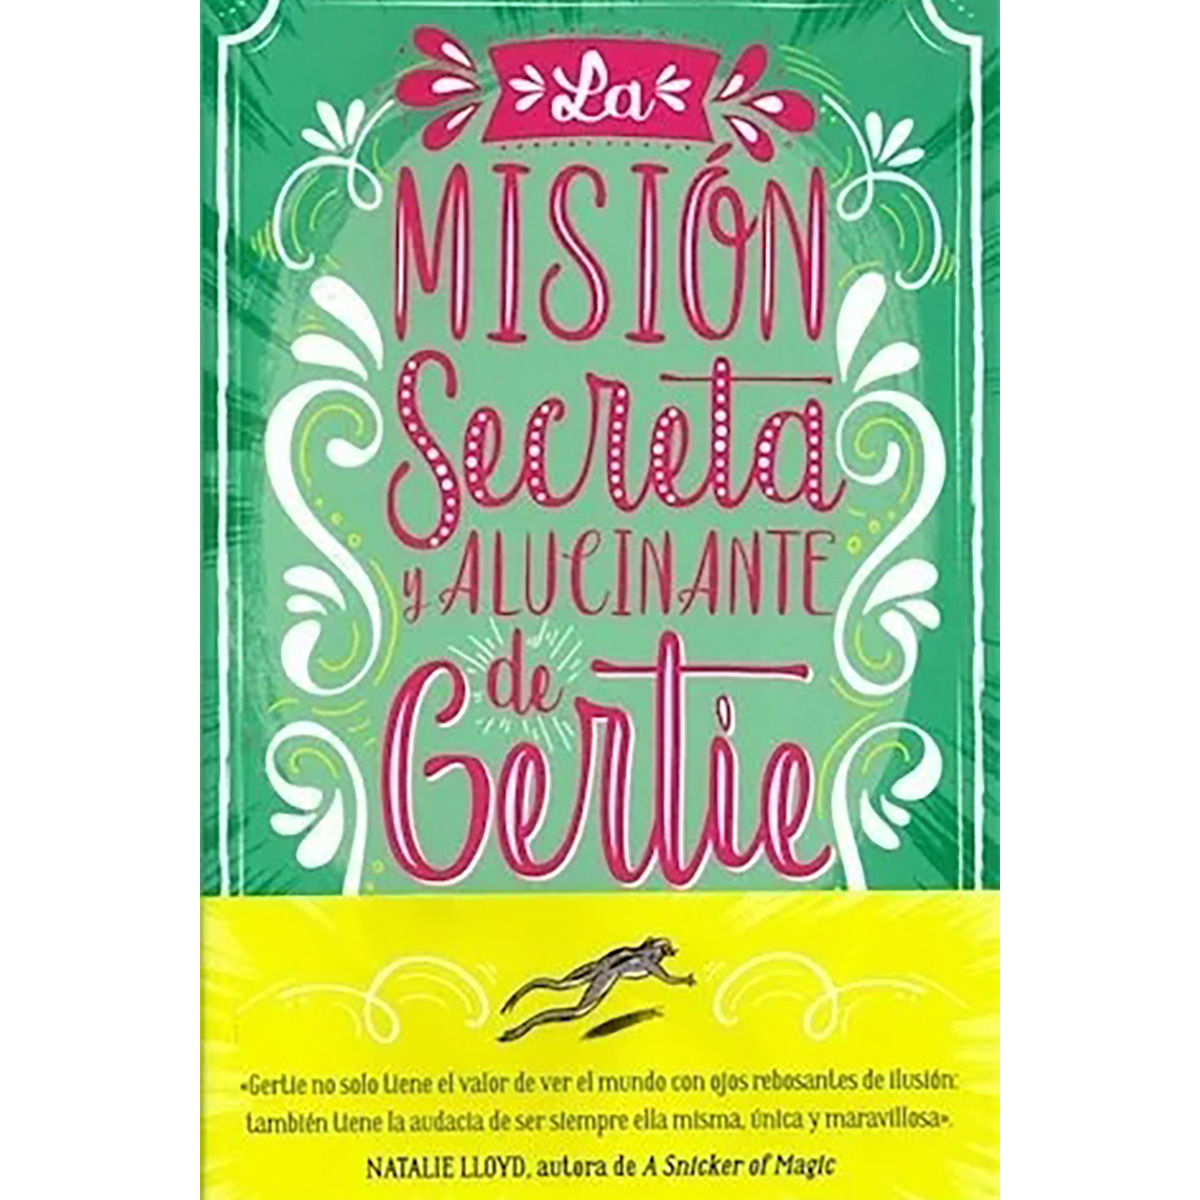 La
MISIÓN
Secreta
y ALUCINANTE
de
Gertie
«Gertie no solo tiene el valor de ver el mundo con ojos rebosantes de ilusión:
también tiene la audacia de ser siempre ella misma, única y maravillosa».
NATALIE LLOYD, autora de A Snicker of Magic